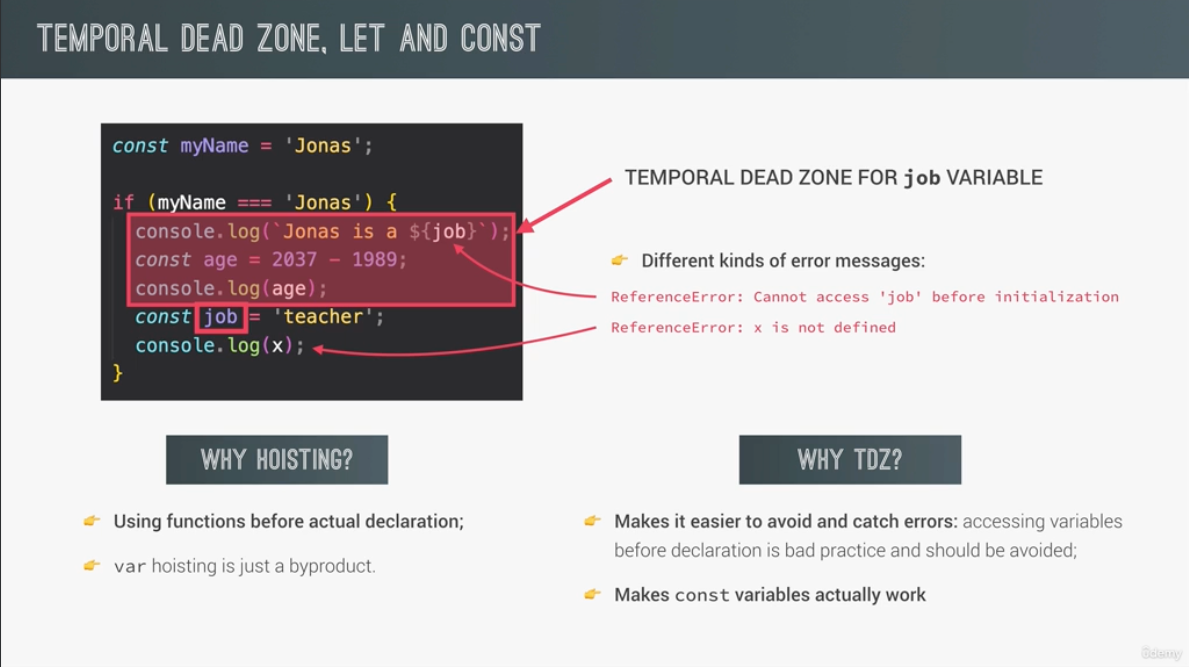 TEMPORAL DEAD ZONE, LET AND CONST
const myName = 'Jonas';
if (myName === 'Jonas') {
console.log(`Jonas is a ${job}`);
const age = 2037 - 1989;
console.log(age);
const job = 'teacher';
console.log(x);
}
TEMPORAL DEAD ZONE FOR job VARIABLE
👉 Different kinds of error messages:
ReferenceError: Cannot access 'job' before initialization
ReferenceError: x is not defined
WHY HOISTING?
👉 Using functions before actual declaration;
👉 var hoisting is just a byproduct.
WHY TDZ?
👉 Makes it easier to avoid and catch errors: accessing variables
before declaration is bad practice and should be avoided;
👉 Makes const variables actually work
ûdemy